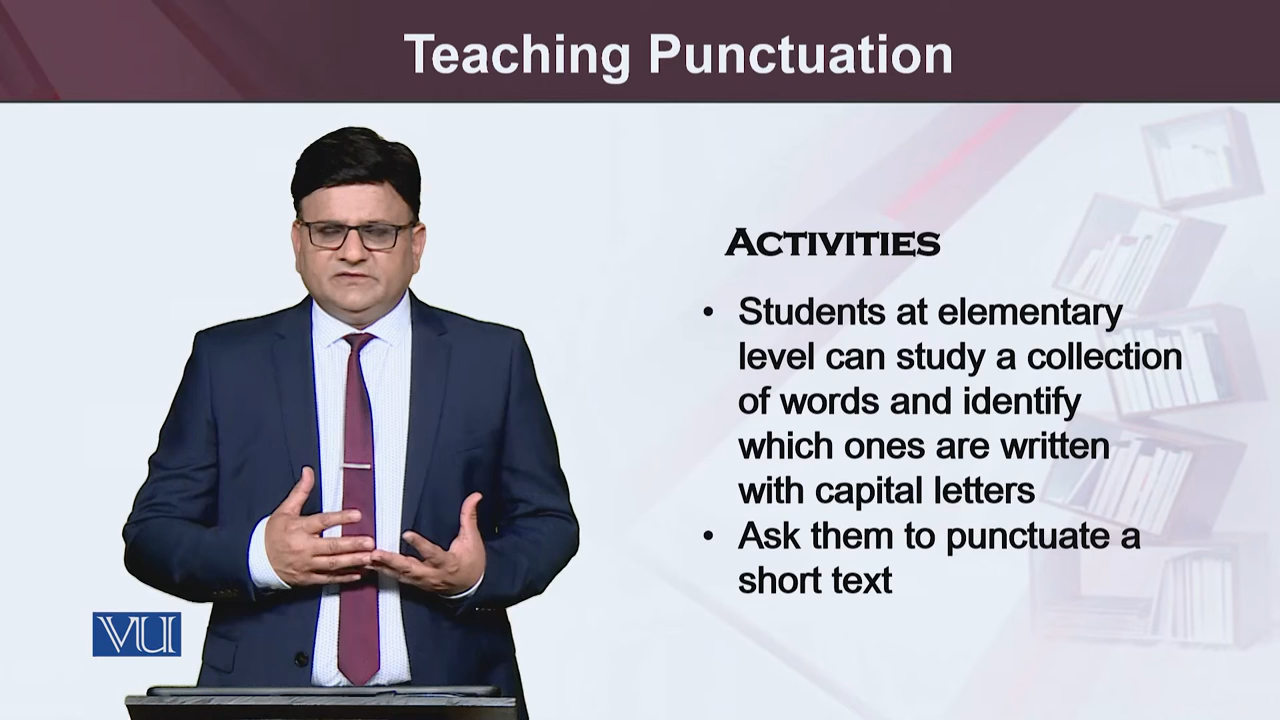 Teaching Punctuation
ACTIVITIES
• Students at elementary
level can study a collection
of words and identify
which ones are written
with capital letters
• Ask them to punctuate a
short text
VU